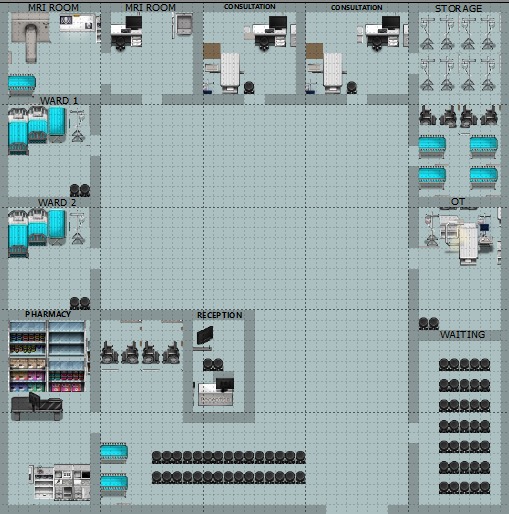 MRI ROOM
MRI ROOM
CONSULTATION
CONSULTATION
STORAGE
WARD 1
WARD 2
OT
PHARMACY
RECEPTION
WAITING